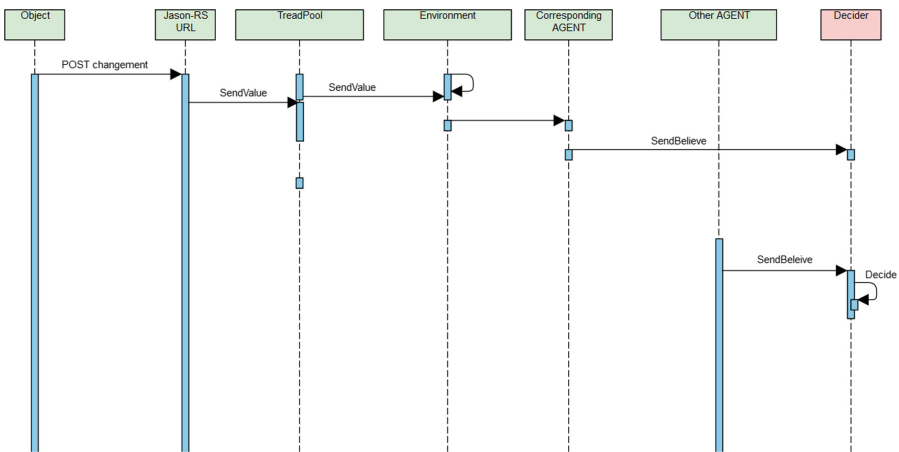 Object
Jason-RS
URL
TreadPool
Environment
Corresponding
AGENT
Other AGENT
Decider
POST changement
SendValue
SendValue
SendBelieve
SendBeleive
Decide